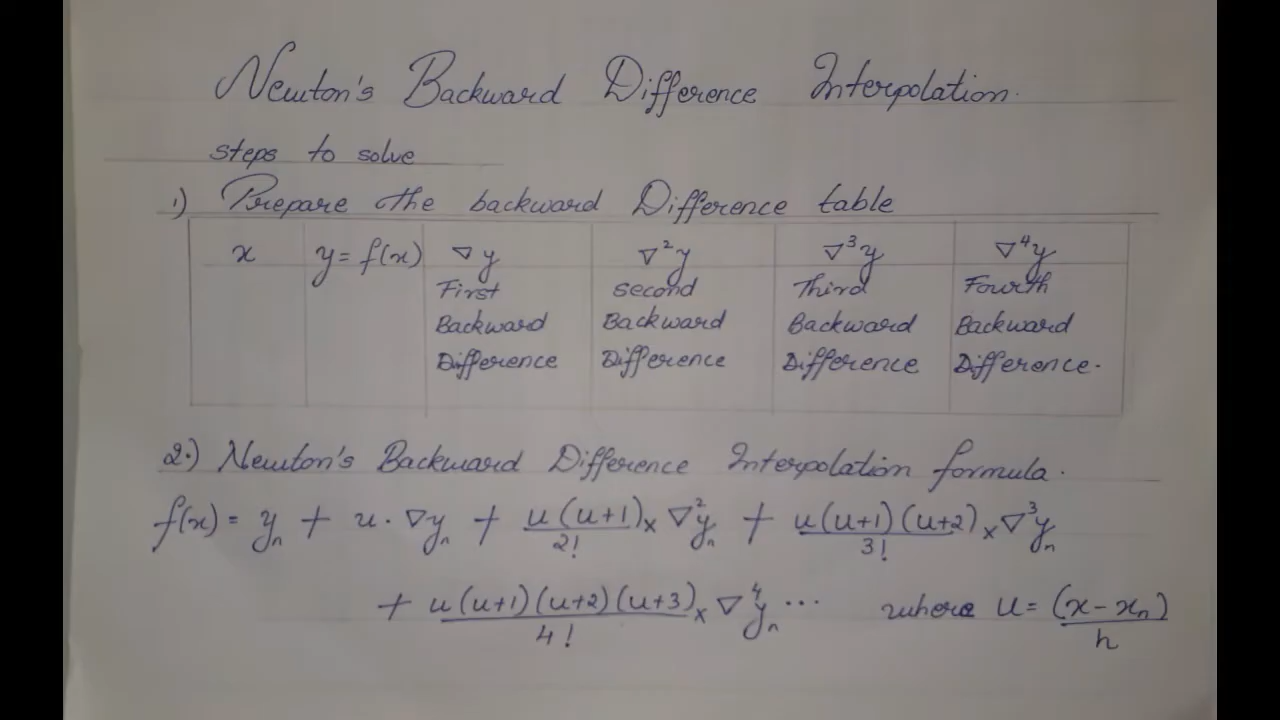 Newton's Backward Difference Interpolation.
steps to solve
1) Prepare the backward Difference table
x y = f(x) ∇y ∇²y ∇³y ∇⁴y
First second Third Fourth
Backward Backward Backward Backward
Difference Difference Difference Difference.
2.) Newton's Backward Difference Interpolation formula.
f(x) = yₙ + u · ∇yₙ + u(u+1)/2! × ∇²yₙ + u(u+1)(u+2)/3! × ∇³yₙ
+ u(u+1)(u+2)(u+3)/4! × ∇⁴yₙ ... where u = (x - xₙ)/h